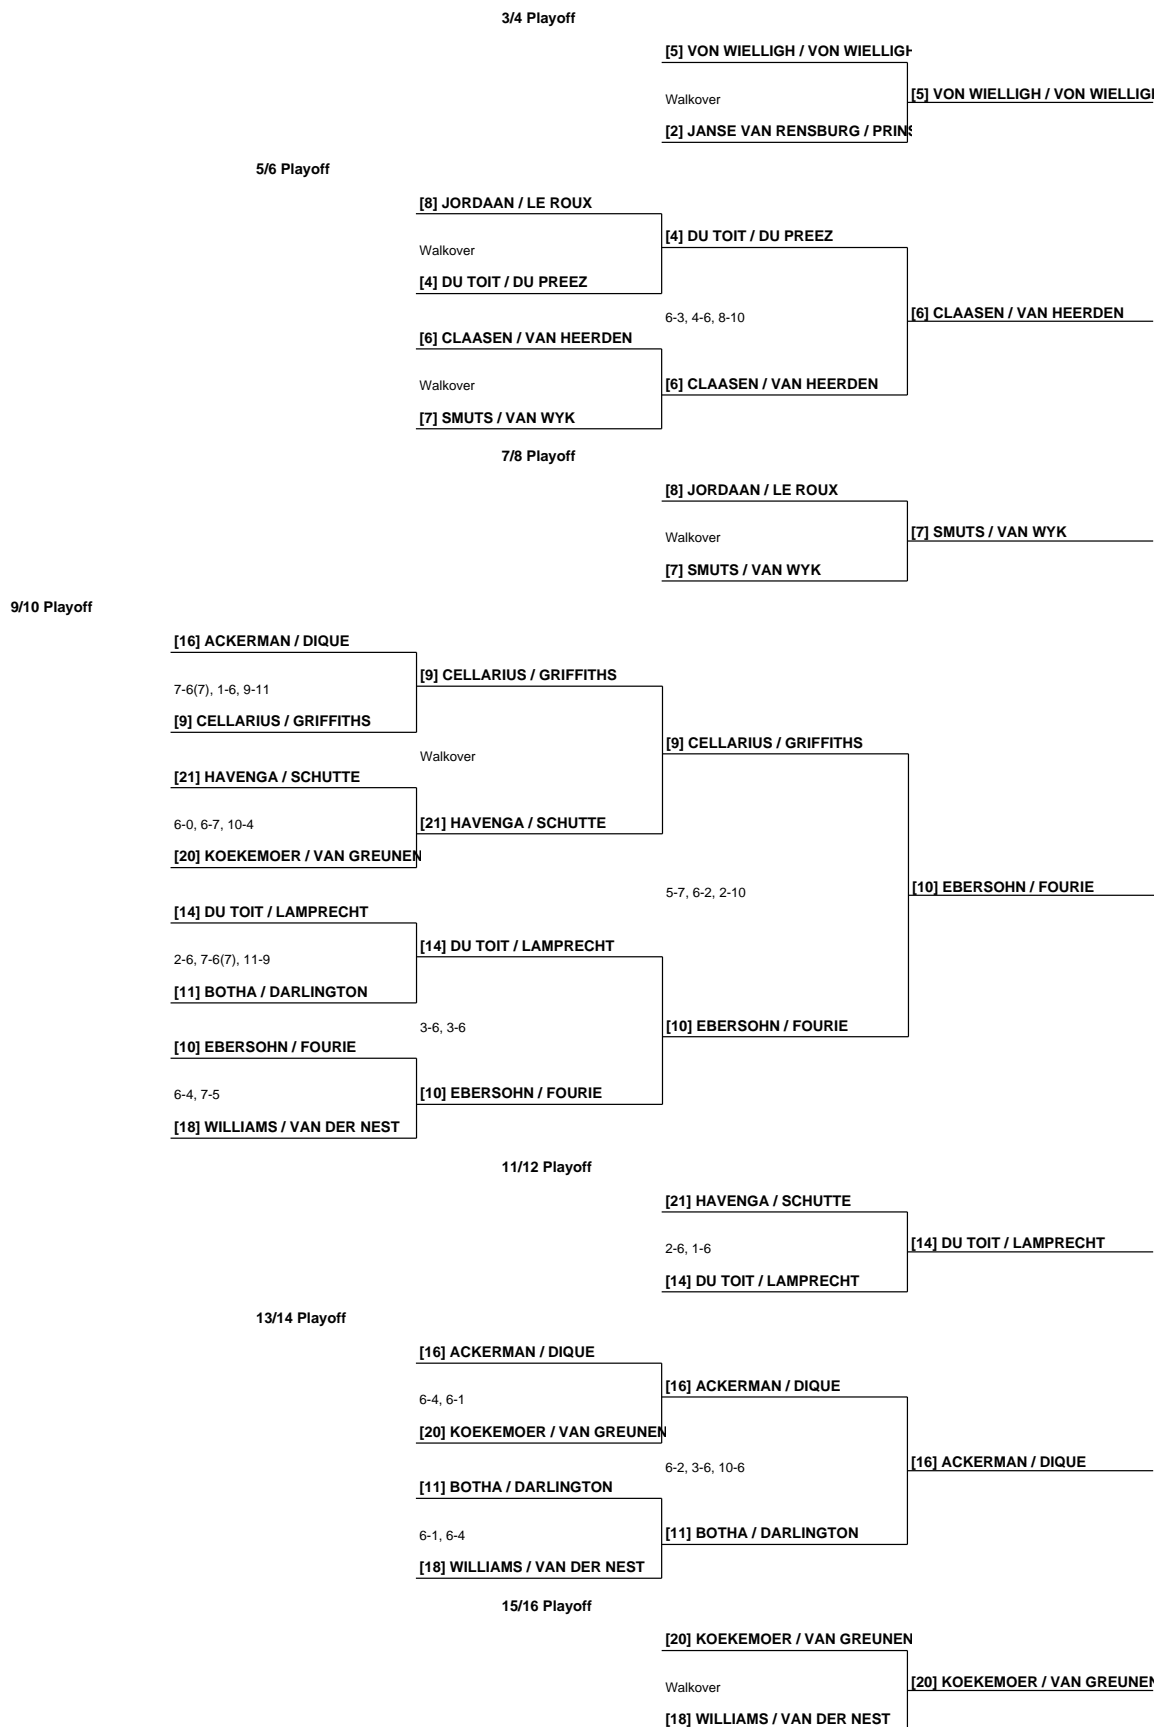 3/4 Playoff
[5] VON WIELLIGH / VON WIELLIGH
[5] VON WIELLIGH / VON WIELLIGH
Walkover
[2] JANSE VAN RENSBURG / PRINS
5/6 Playoff
[8] JORDAAN / LE ROUX
[4] DU TOIT / DU PREEZ
Walkover
[4] DU TOIT / DU PREEZ
6-3, 4-6, 8-10
[6] CLAASEN / VAN HEERDEN
[6] CLAASEN / VAN HEERDEN
Walkover
[6] CLAASEN / VAN HEERDEN
[7] SMUTS / VAN WYK
7/8 Playoff
[8] JORDAAN / LE ROUX
Walkover
[7] SMUTS / VAN WYK
[7] SMUTS / VAN WYK
9/10 Playoff
[16] ACKERMAN / DIQUE
[9] CELLARIUS / GRIFFITHS
7-6(7), 1-6, 9-11
[9] CELLARIUS / GRIFFITHS
[9] CELLARIUS / GRIFFITHS
Walkover
[21] HAVENGA / SCHUTTE
6-0, 6-7, 10-4
[21] HAVENGA / SCHUTTE
[20] KOEKEMOER / VAN GREUNEN
5-7, 6-2, 2-10
[10] EBERSOHN / FOURIE
[14] DU TOIT / LAMPRECHT
[14] DU TOIT / LAMPRECHT
2-6, 7-6(7), 11-9
[11] BOTHA / DARLINGTON
3-6, 3-6
[10] EBERSOHN / FOURIE
[10] EBERSOHN / FOURIE
6-4, 7-5
[10] EBERSOHN / FOURIE
[18] WILLIAMS / VAN DER NEST
11/12 Playoff
[21] HAVENGA / SCHUTTE
2-6, 1-6
[14] DU TOIT / LAMPRECHT
[14] DU TOIT / LAMPRECHT
13/14 Playoff
[16] ACKERMAN / DIQUE
[16] ACKERMAN / DIQUE
6-4, 6-1
[20] KOEKEMOER / VAN GREUNEN
6-2, 3-6, 10-6
[16] ACKERMAN / DIQUE
[11] BOTHA / DARLINGTON
6-1, 6-4
[11] BOTHA / DARLINGTON
[18] WILLIAMS / VAN DER NEST
15/16 Playoff
[20] KOEKEMOER / VAN GREUNEN
Walkover
[20] KOEKEMOER / VAN GREUNEN
[18] WILLIAMS / VAN DER NEST